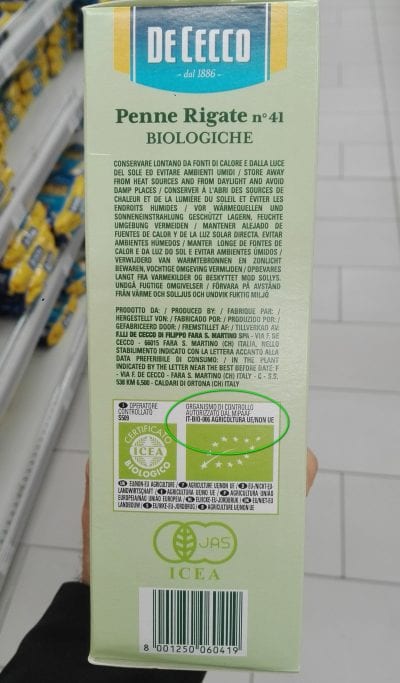 DE CECCO
- dal 1886 -
Penne Rigate n° 41
BIOLOGICHE
CONSERVARE LONTANO DA FONTI DI CALORE E DALLA LUCE
DEL SOLE ED EVITARE AMBIENTI UMIDI / STORE AWAY
FROM HEAT SOURCES AND FROM DAYLIGHT AND AVOID
DAMP PLACES / CONSERVER À L'ABRI DES SOURCES DE
CHALEUR ET DE LA LUMIÈRE DU SOLEIL ET EVITER LES
ENDROITS HUMIDES / VOR WÄRMEQUELLEN UND
SONNENEINSTRAHLUNG GESCHÜTZT LAGERN, FEUCHTE
UMGEBUNG VERMEIDEN / MANTENER ALEJADO DE
FUENTES DE CALOR Y DE LA LUZ SOLAR DIRECTA, EVITAR
AMBIENTES HÚMEDOS / MANTER LONGE DE FONTES DE
CALOR E DA LUZ DO SOL E EVITAR AMBIENTES ÚMIDOS /
VERWIJDERD VAN WARMTEBRONNEN EN ZUNLICHT
BEWAREN, VOCHTIGE OMGEVING VERMIJDEN / OPBEVARES
LANGT FRA VARMEKILDER OG BESKYTTET MOD SOLLYS.
UNDGÅ FUGTIGE OMGIVELSER / FÖRVARA PÅ AVSTÅND
FRÅN VÄRME OCH SOLLJUS OCH UNDVIK FUKTIG MILJÖ
PRODOTTO DA: / PRODUCED BY: / FABRIQUÉ PAR: /
HERGESTELLT VON: / FABRICADO POR: / PRODUZIDO POR: /
GEFABRICEERD DOOR: / FREMSTILLET AF: / TILLVERKAD AV:
F.LLI DE CECCO DI FILIPPO FARA S. MARTINO SPA - VIA F. DE
CECCO - 66015 FARA S. MARTINO (CH) ITALIA, NELLO
STABILIMENTO INDICATO CON LA LETTERA ACCANTO ALLA
DATA PREFERIBILE DI CONSUMO: / IN THE PLANT
INDICATED BY THE LETTER NEAR THE BEST BEFORE DATE: F
- VIA F. DE CECCO - FARA S. MARTINO (CH) ITALY - C - S.S.
538 KM 6,500 - CALDARI DI ORTONA (CH) ITALY
OPERATORE
CONTROLLATO
5509
ORGANISMO DI CONTROLLO
AUTORIZZATO DAL MIPAAF
IT-BIO-006 AGRICOLTURA UE/NON UE
CERTIFICATO
ICEA
BIOLOGICO
JAS
ICEA
8 001250 060419